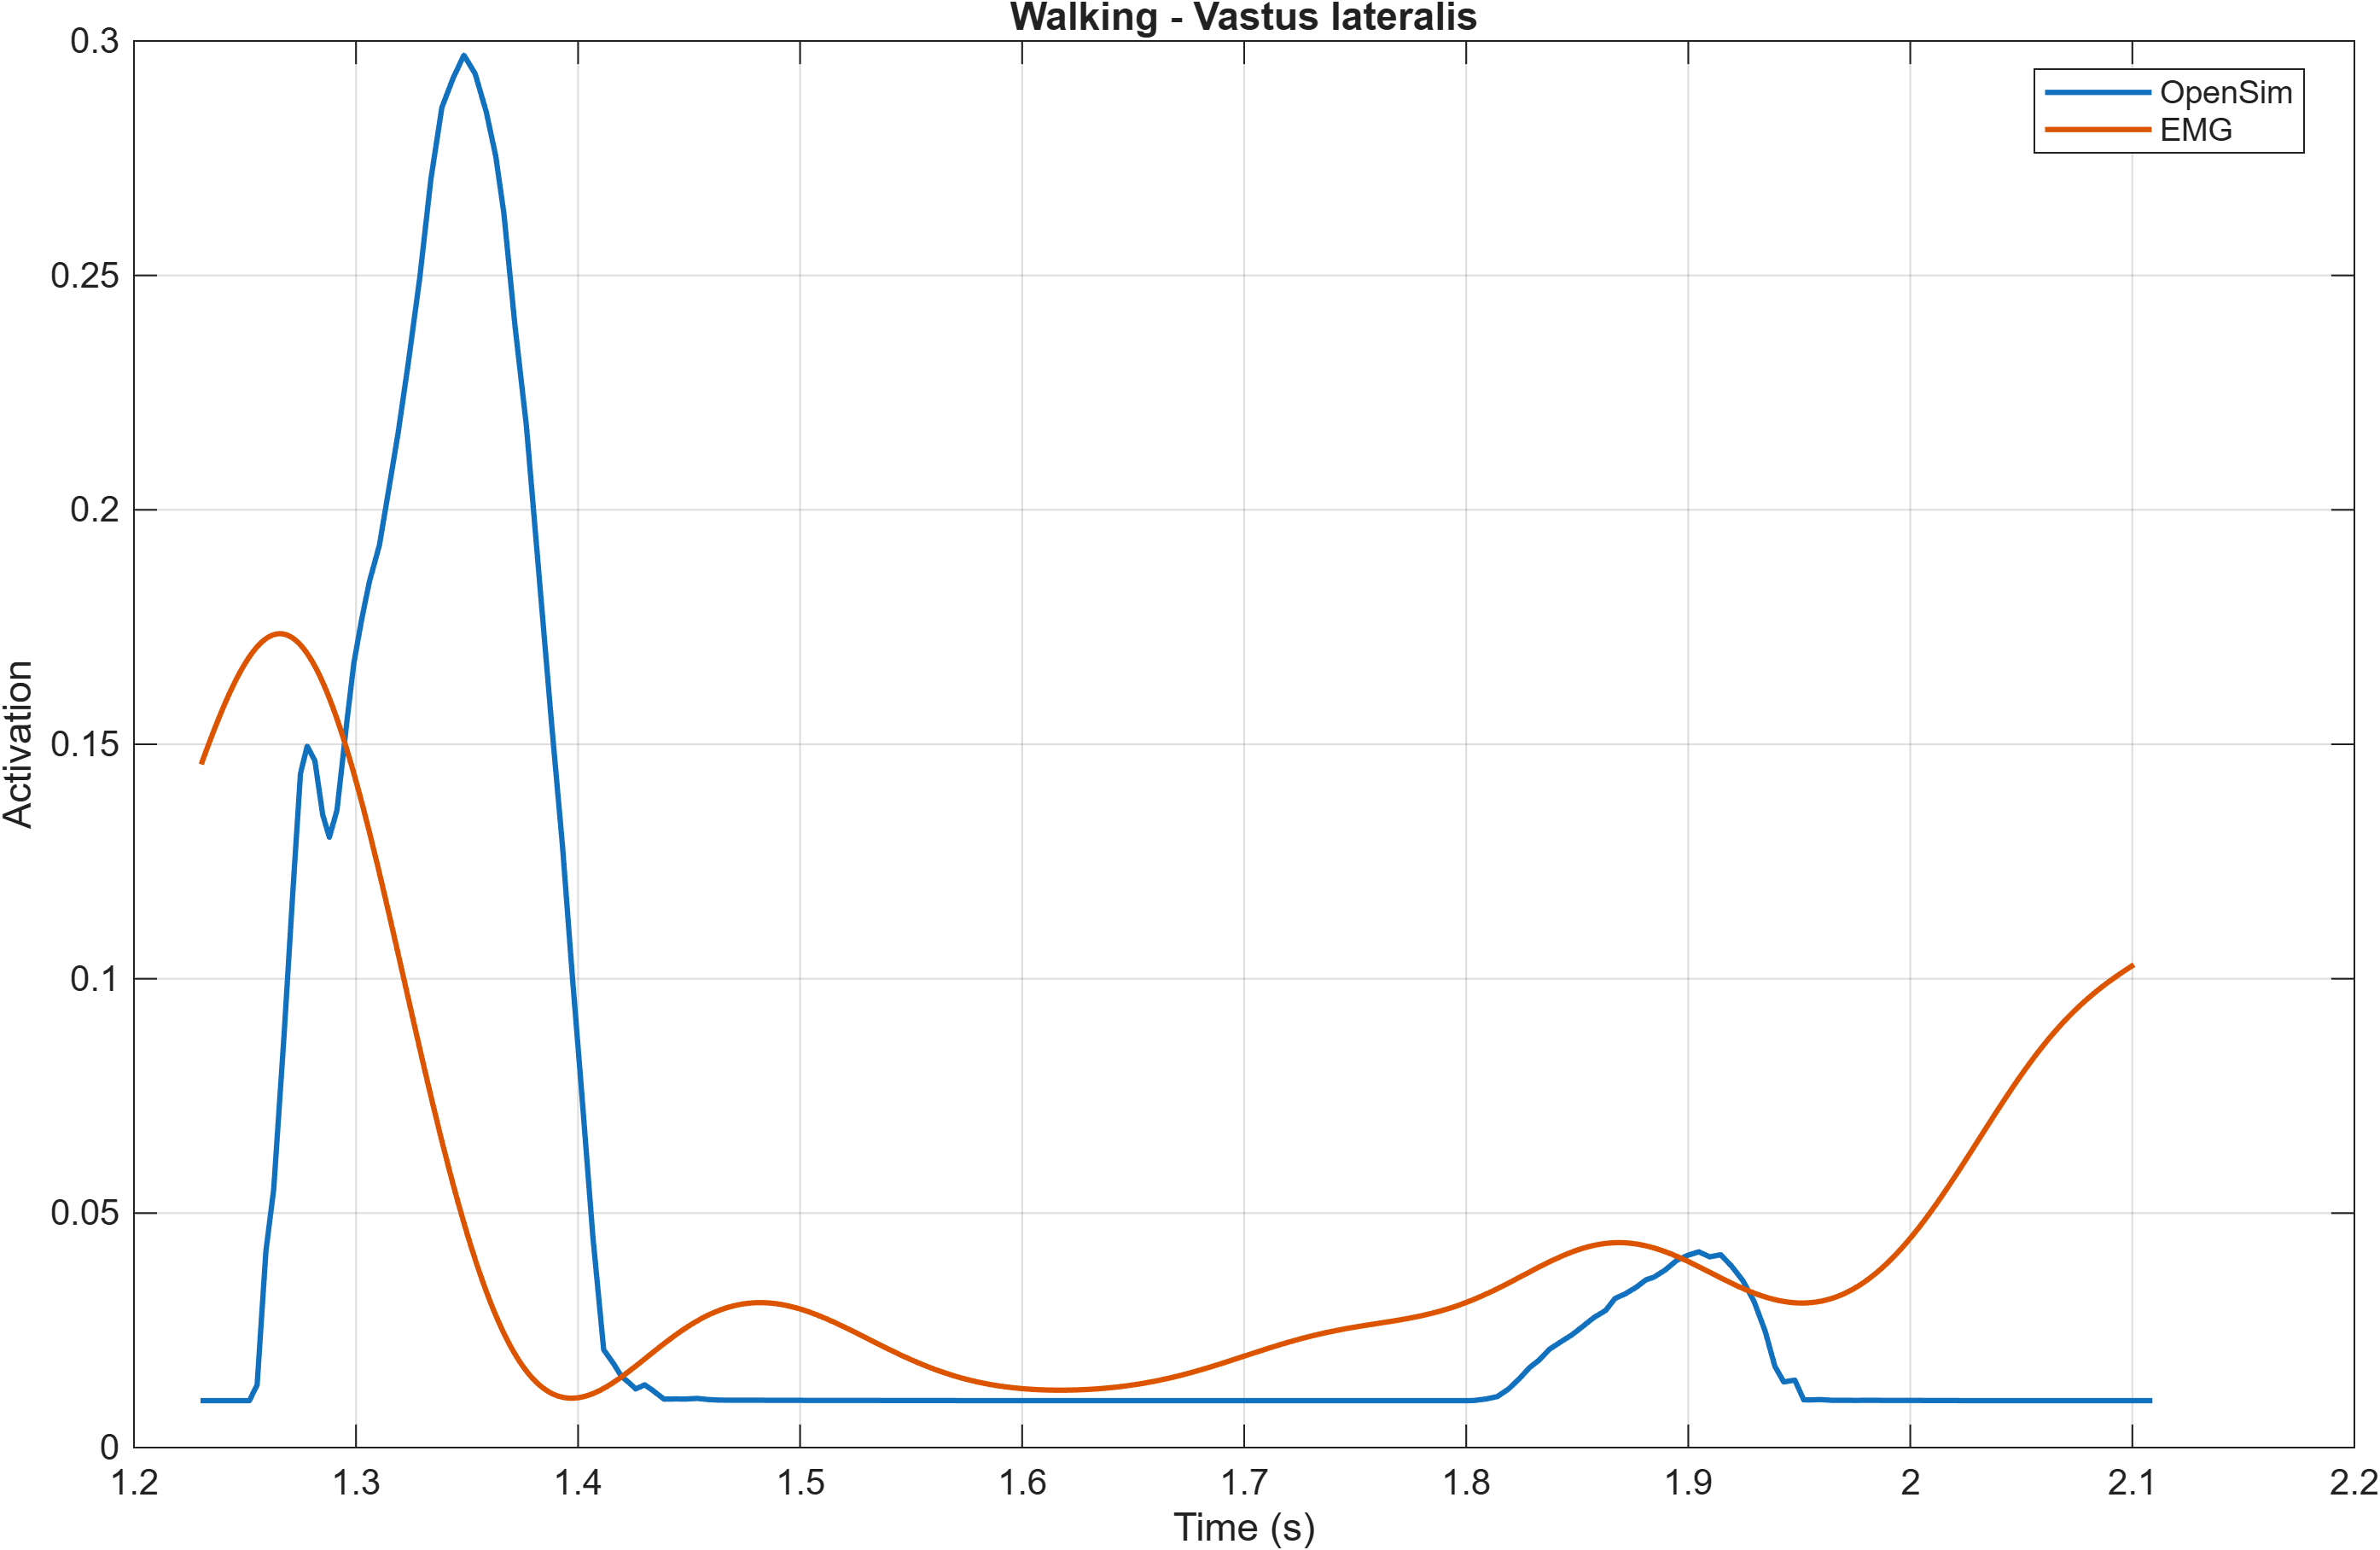 Walking - Vastus lateralis
OpenSim
EMG
Activation
0.3
0.25
0.2
0.15
0.1
0.05
0
1.2 1.3 1.4 1.5 1.6 1.7 1.8 1.9 2 2.1 2.2
Time (s)